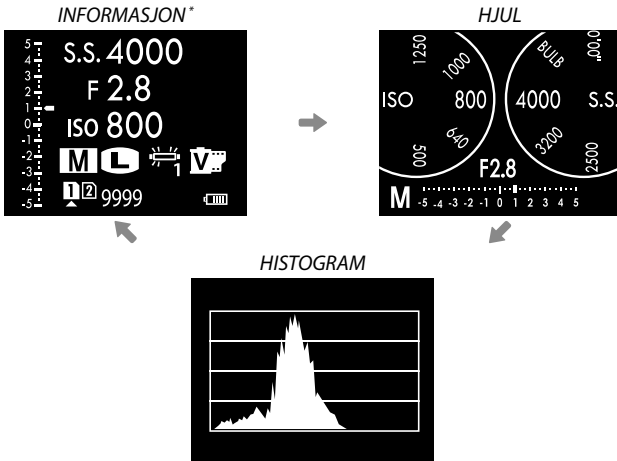 INFORMASJON*
5
4
3
2
1
0
-1
-2
-3
-4
-5
S.S. 4000
F 2.8
ISO 800
M L 1 V
1 2 9999
HJUL
1250
1000
BULB
ISO 800 4000 S.S.
500
640
3200
2500
F2.8
M -5 -4 -3 -2 -1 0 1 2 3 4 5
HISTOGRAM